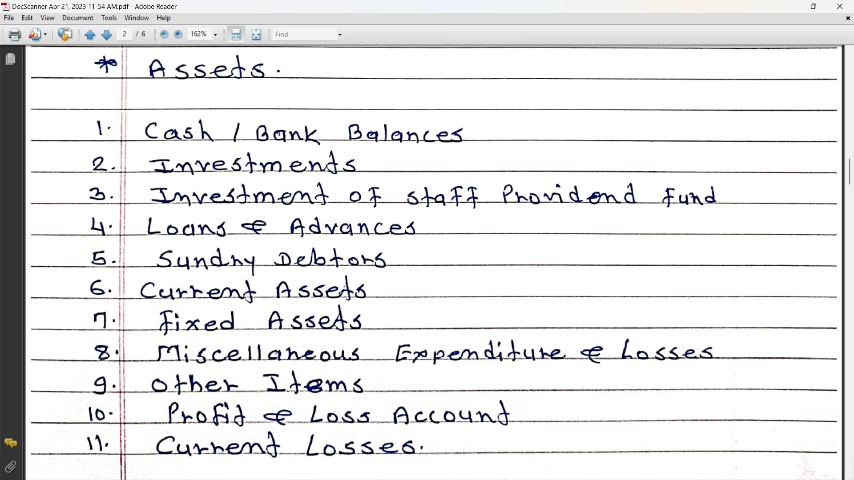 DocScanner Apr 21, 2023 11-54 AM.pdf - Adobe Reader
File Edit View Document Tools Window Help
2 / 6 162% Find
* Assets.
1. Cash / Bank Balances
2. Investments
3. Investment of staff Providend Fund
4. Loans & Advances
5. Sundry Debtors
6. Current Assets
7. Fixed Assets
8. Miscellaneous Expenditure & Losses
9. Other Items
10. Profit & Loss Account
11. Current Losses.